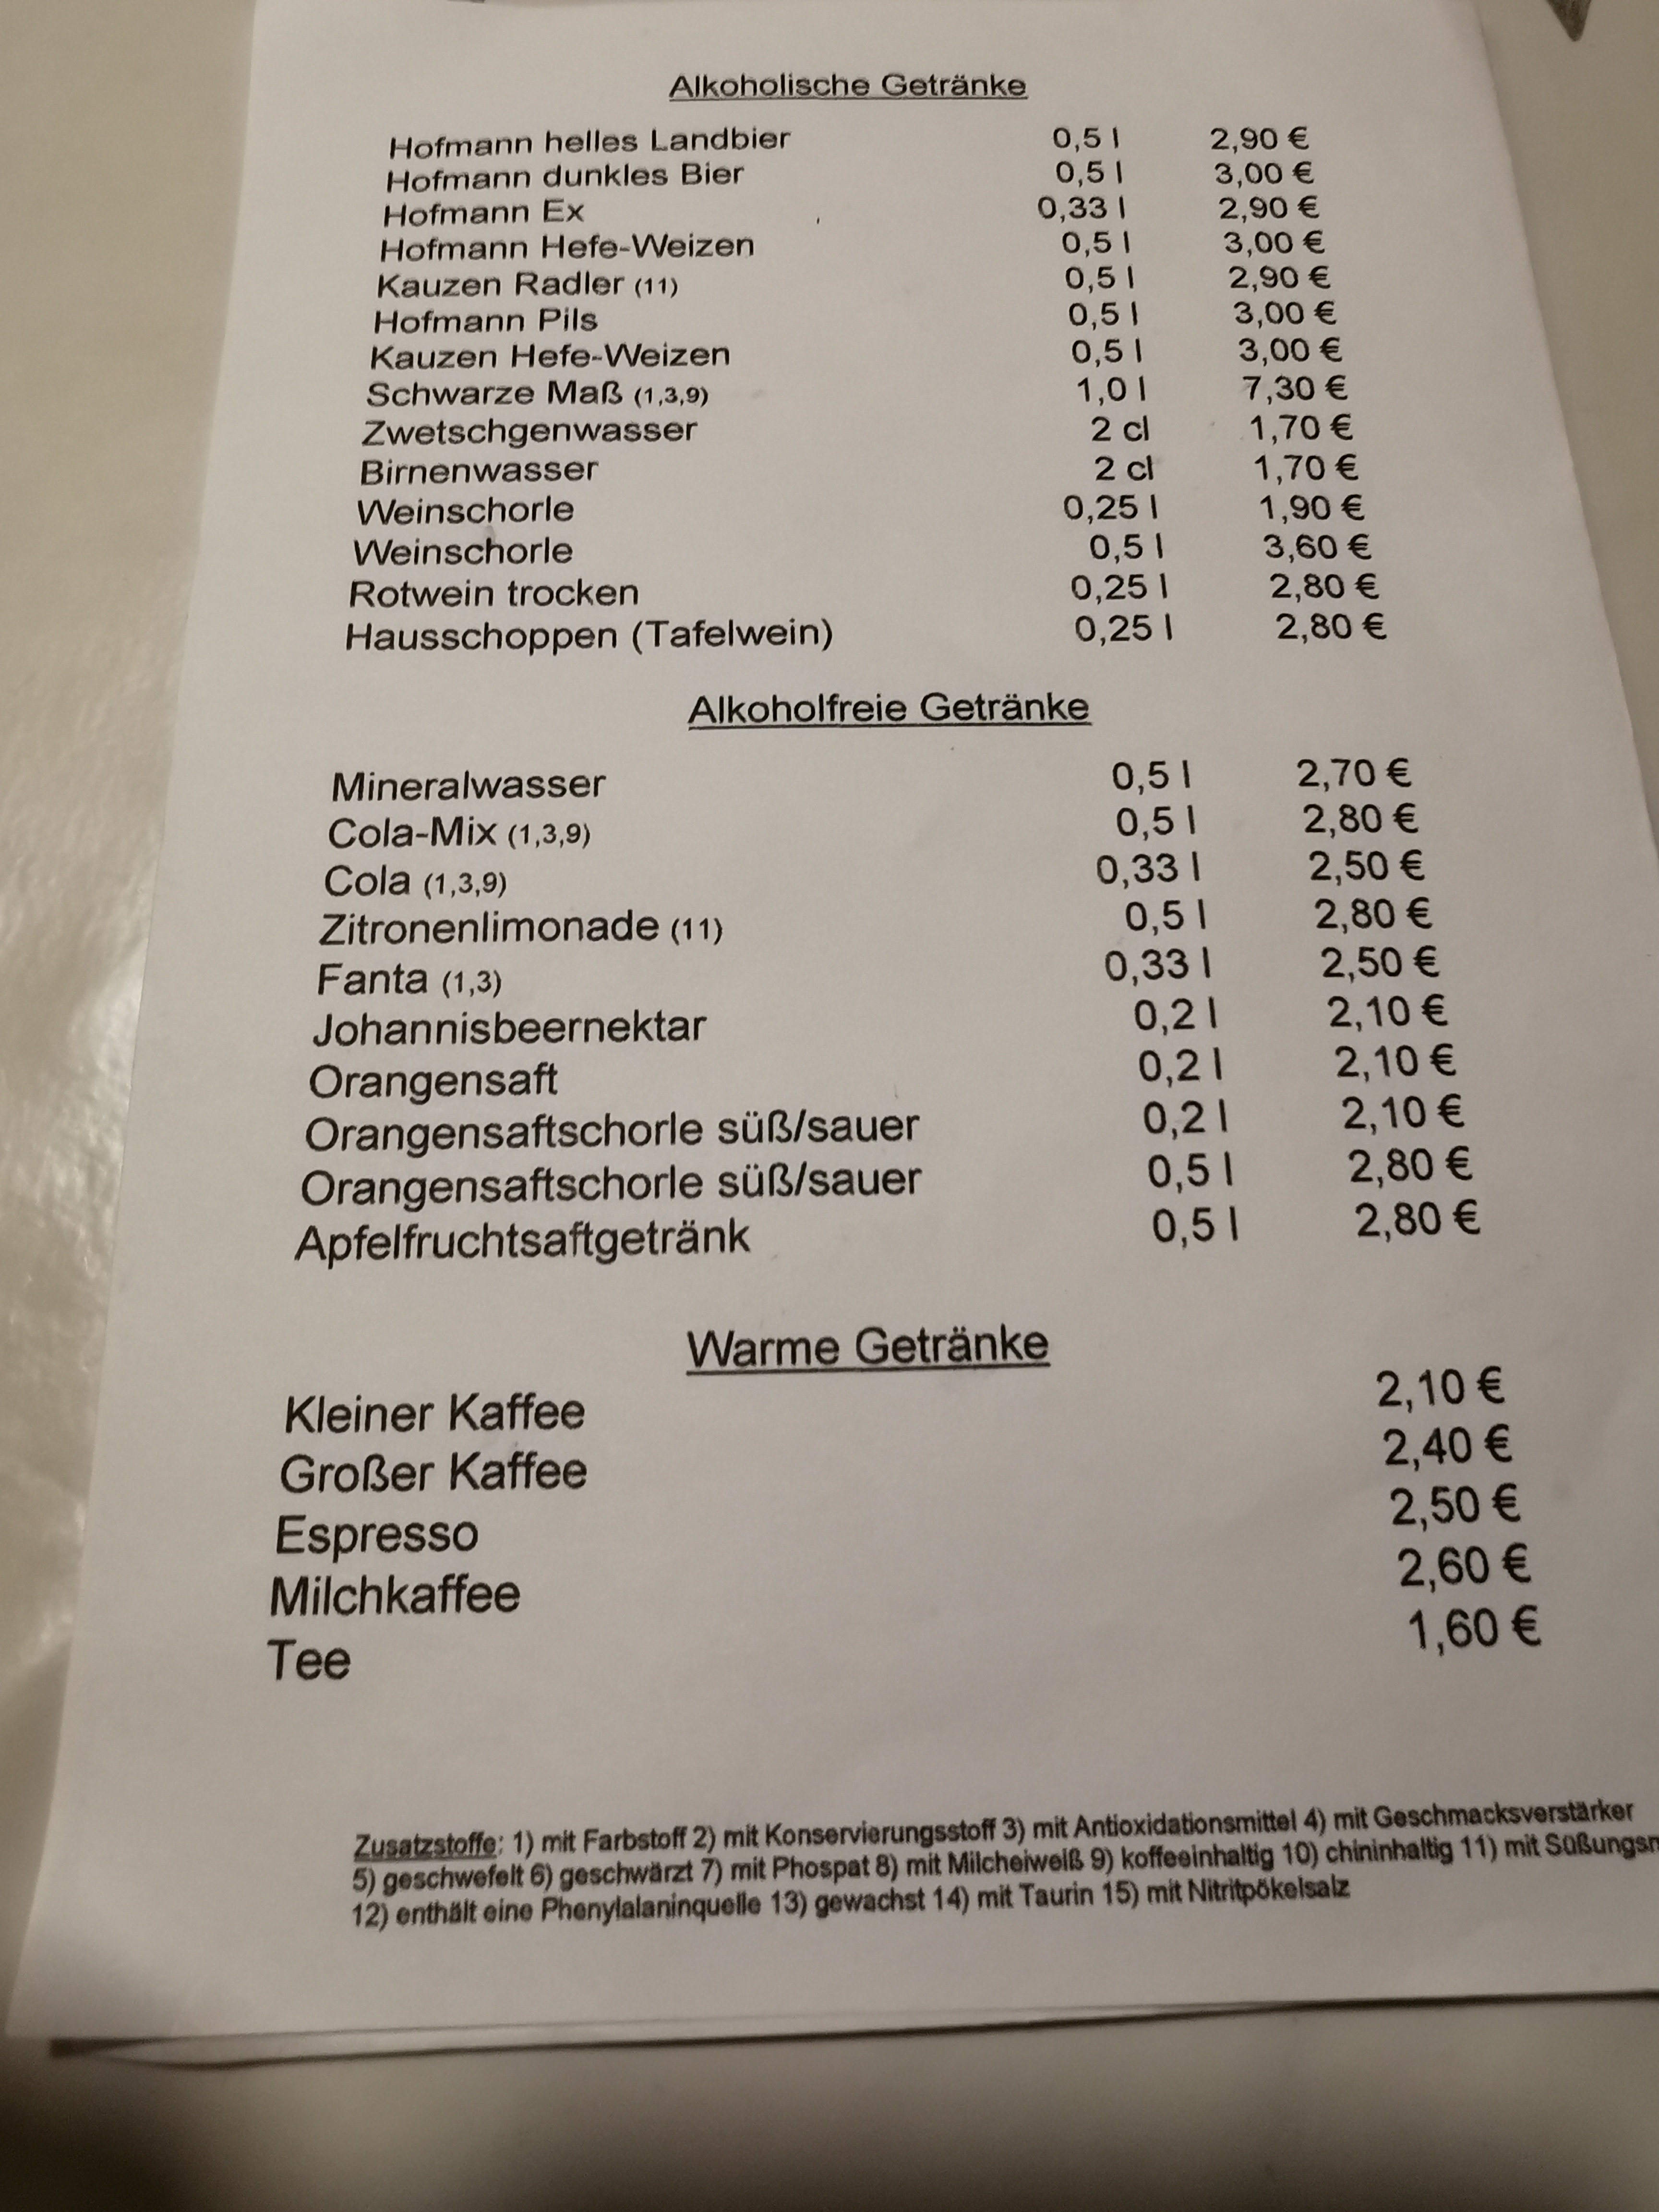 Alkoholische Getränke
Hofmann helles Landbier 0,5 l 2,90 €
Hofmann dunkles Bier 0,5 l 3,00 €
Hofmann Ex 0,33 l 2,90 €
Hofmann Hefe-Weizen 0,5 l 3,00 €
Kauzen Radler (11) 0,5 l 2,90 €
Hofmann Pils 0,5 l 3,00 €
Kauzen Hefe-Weizen 0,5 l 3,00 €
Schwarze Maß (1,3,9) 1,0 l 7,30 €
Zwetschgenwasser 2 cl 1,70 €
Birnenwasser 2 cl 1,70 €
Weinschorle 0,25 l 1,90 €
Weinschorle 0,5 l 3,60 €
Rotwein trocken 0,25 l 2,80 €
Hausschoppen (Tafelwein) 0,25 l 2,80 €
Alkoholfreie Getränke
Mineralwasser 0,5 l 2,70 €
Cola-Mix (1,3,9) 0,5 l 2,80 €
Cola (1,3,9) 0,33 l 2,50 €
Zitronenlimonade (11) 0,5 l 2,80 €
Fanta (1,3) 0,33 l 2,50 €
Johannisbeernektar 0,2 l 2,10 €
Orangensaft 0,2 l 2,10 €
Orangensaftschorle süß/sauer 0,2 l 2,10 €
Orangensaftschorle süß/sauer 0,5 l 2,80 €
Apfelfruchtsaftgetränk 0,5 l 2,80 €
Warme Getränke
Kleiner Kaffee 2,10 €
Großer Kaffee 2,40 €
Espresso 2,50 €
Milchkaffee 2,60 €
Tee 1,60 €
Zusatzstoffe: 1) mit Farbstoff 2) mit Konservierungsstoff 3) mit Antioxidationsmittel 4) mit Geschmacksverstärker
5) geschwefelt 6) geschwärzt 7) mit Phospat 8) mit Milcheiweiß 9) koffeeinhaltig 10) chininhaltig 11) mit
12) enthält eine Phenylalaninquelle 13) gewachst 14) mit Taurin 15) mit Nitritpökelsalz